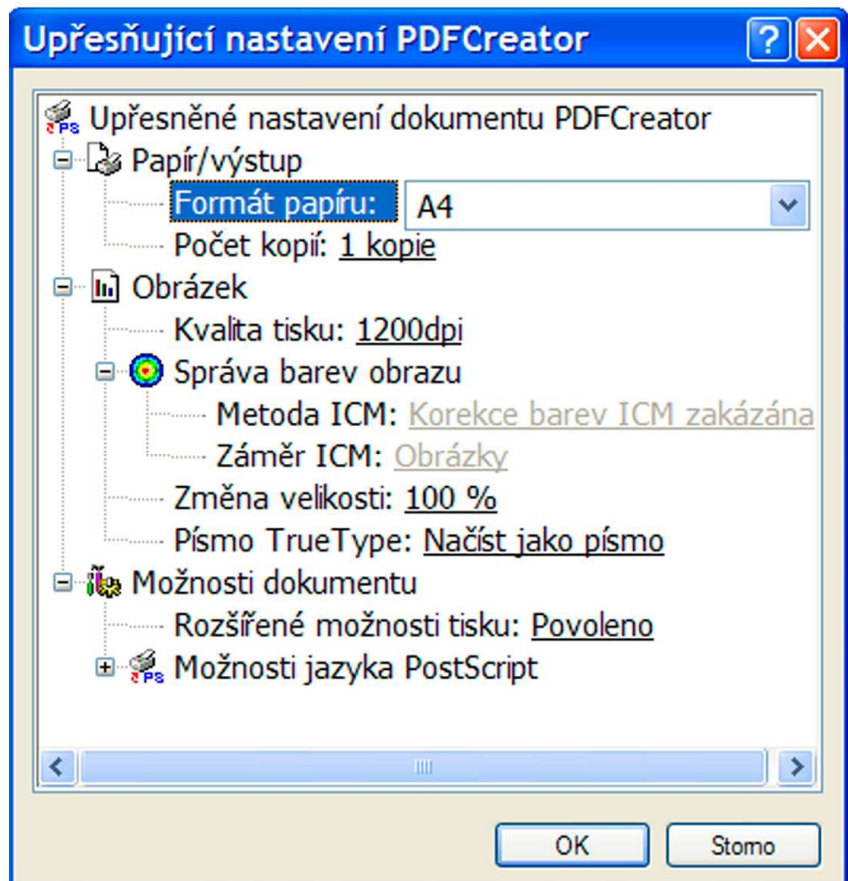 Upřesňující nastavení PDFCreator
Upřesněné nastavení dokumentu PDFCreator
Papír/výstup
Formát papíru: A4
Počet kopií: 1 kopie
Obrázek
Kvalita tisku: 1200dpi
Správa barev obrazu
Metoda ICM: Korekce barev ICM zakázána
Záměr ICM: Obrázky
Změna velikosti: 100 %
Písmo TrueType: Načíst jako písmo
Možnosti dokumentu
Rozšířené možnosti tisku: Povoleno
PS Možnosti jazyka PostScript
OK Storno